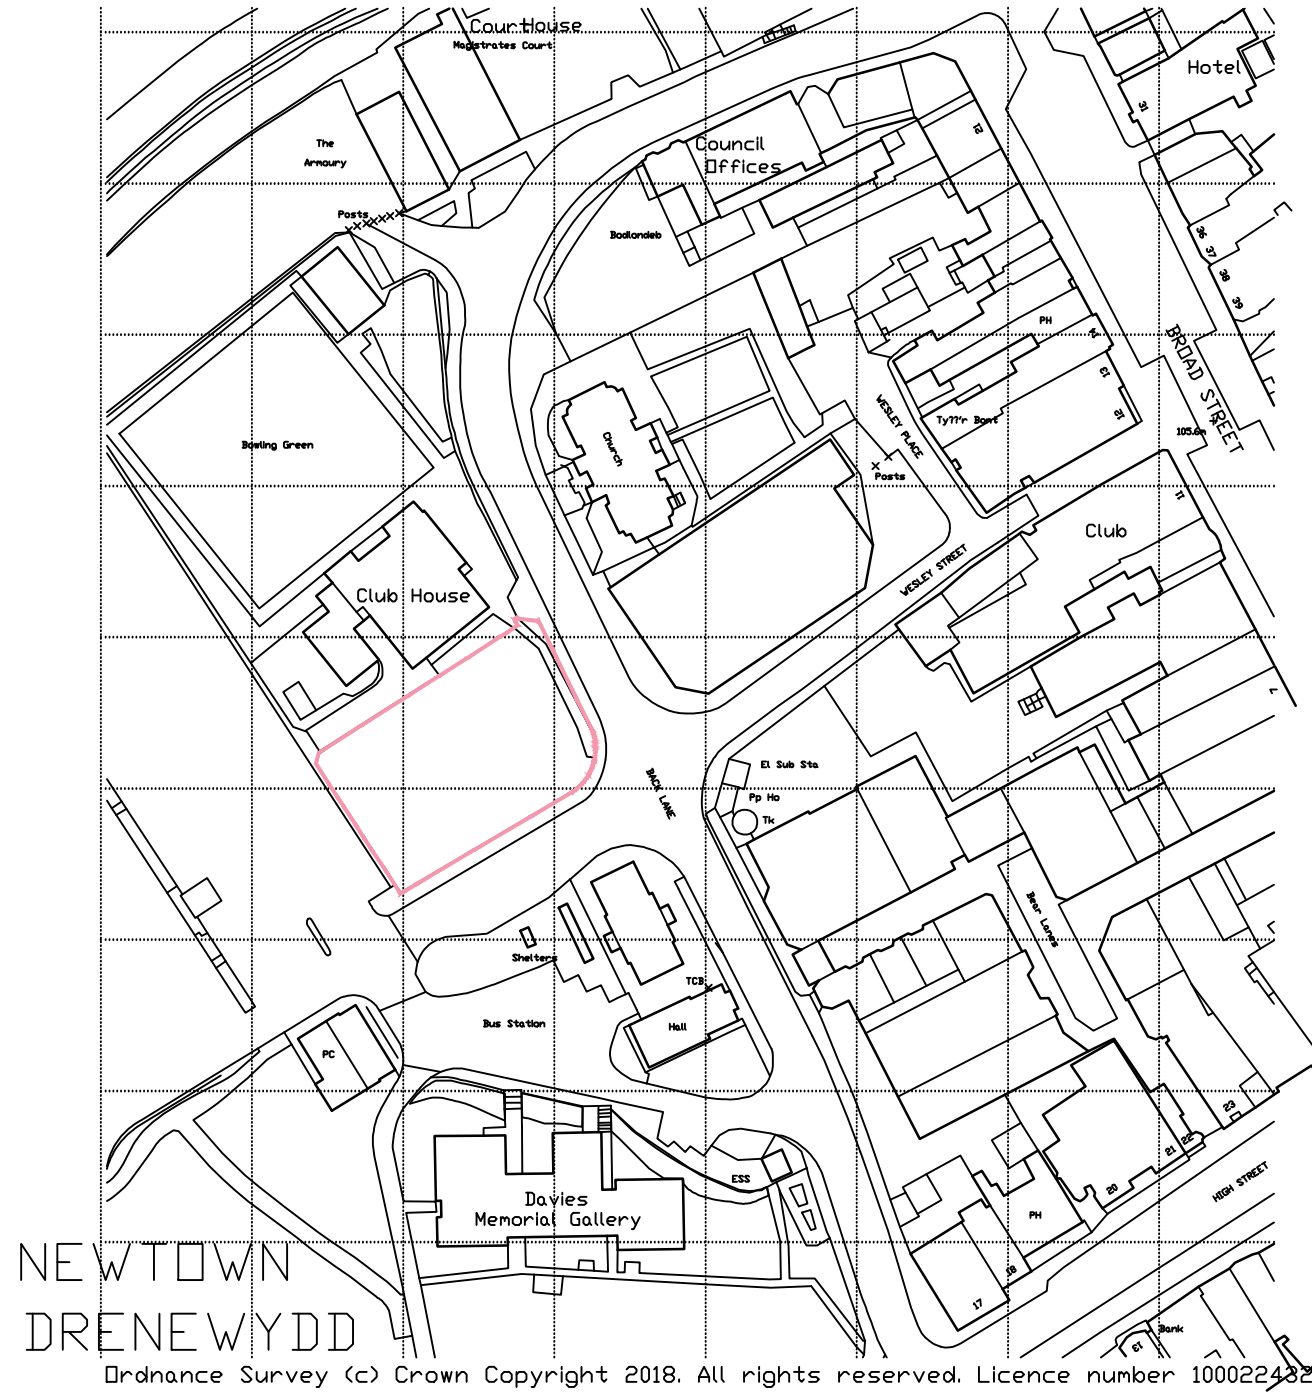 CourtHouse
Magistrates Court
Hotel
31
The
Armoury
Council
Offices
12
Posts
Bodlondeb
36
37
38
39
PH
14
13
15
BROAD STREET
WESLEY PLACE
Ty??'r Bont
105.6m
Bowling Green
Church
Posts
11
Club
WESLEY STREET
Club House
7
El Sub Sta
BACK LANE
Pp Ho
Tk
Bear Lanes
Shelters
TCB
Bus Station
Hall
PC
23
22
21
ESS
20
HIGH STREET
Davies
Memorial Gallery
PH
NEWTOWN
18
17
DRENEWYDD
Bank
13
Ordnance Survey (c) Crown Copyright 2018. All rights reserved. Licence number 100022432